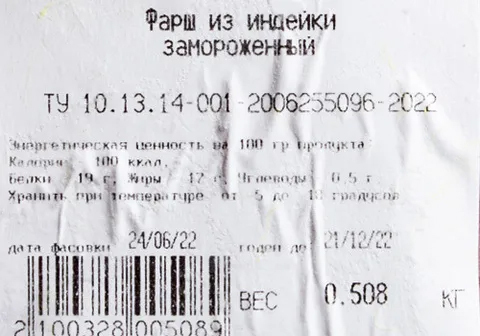 Фарш из индейки
замороженный
ТУ 10.13.14-001-2006255096-2022
Энергетическая ценность на 100 гр продукта
Калории 100 ккал.
Белки 19 г, Жиры 12 г, Углеводы 0,5 г.
Хранить при температуре от -5 до 18 градусов
дата фасовки 24/06/22 годен до 21/12/22
ВЕС 0.508 КГ
2 100328 005089